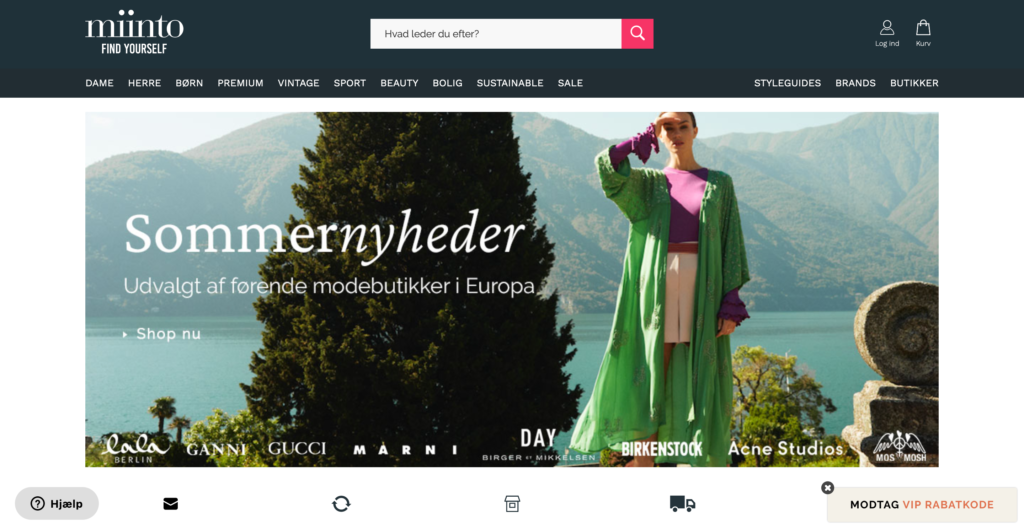 miinto
FIND YOURSELF
Hvad leder du efter?
Log ind
Kurv
DAME HERRE BØRN PREMIUM VINTAGE SPORT BEAUTY BOLIG SUSTAINABLE SALE STYLEGUIDES BRANDS BUTIKKER
Sommernyheder
Udvalgt af førende modebutikker i Europa
Shop nu
lala BERLIN
GANNI
GUCCI
MARNI
DAY
BIRGER ET MIKKELSEN
BIRKENSTOCK
Acne Studios
MOS MOSH
Hjælp
MODTAG VIP RABATKODE